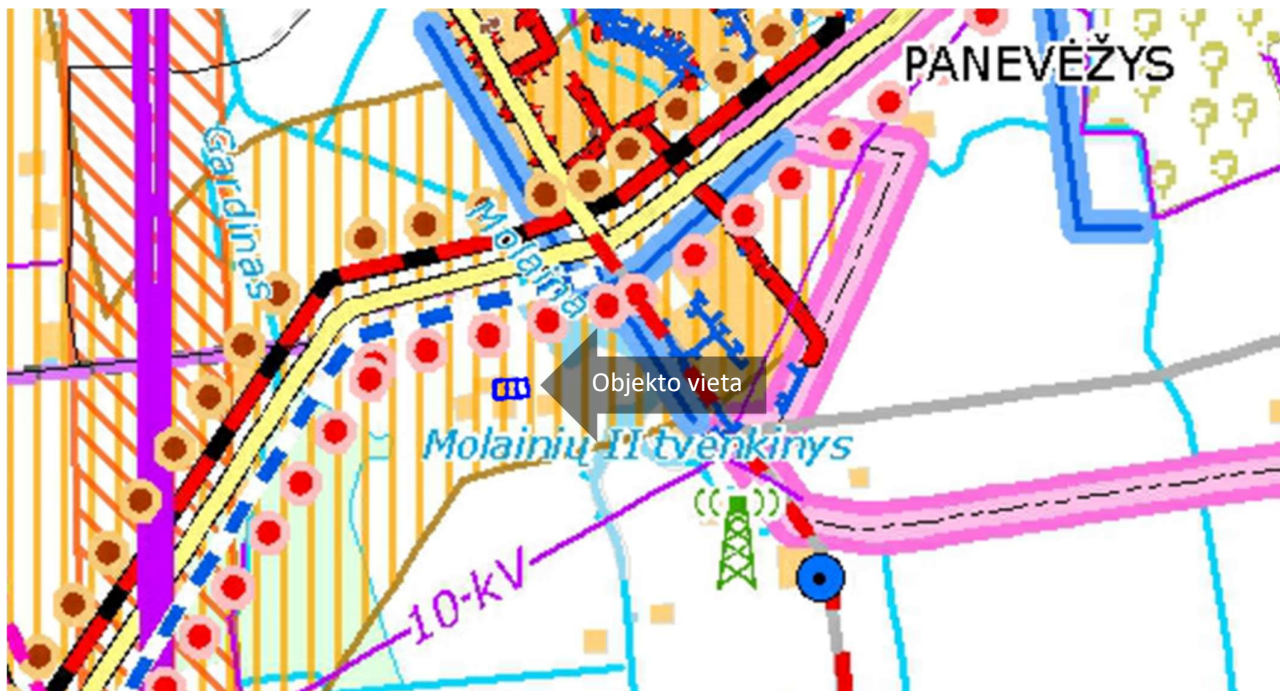 PANEVĖŽYS
Gardinas
Molaina
Objekto vieta
Molainių II tvenkinys
10-kV